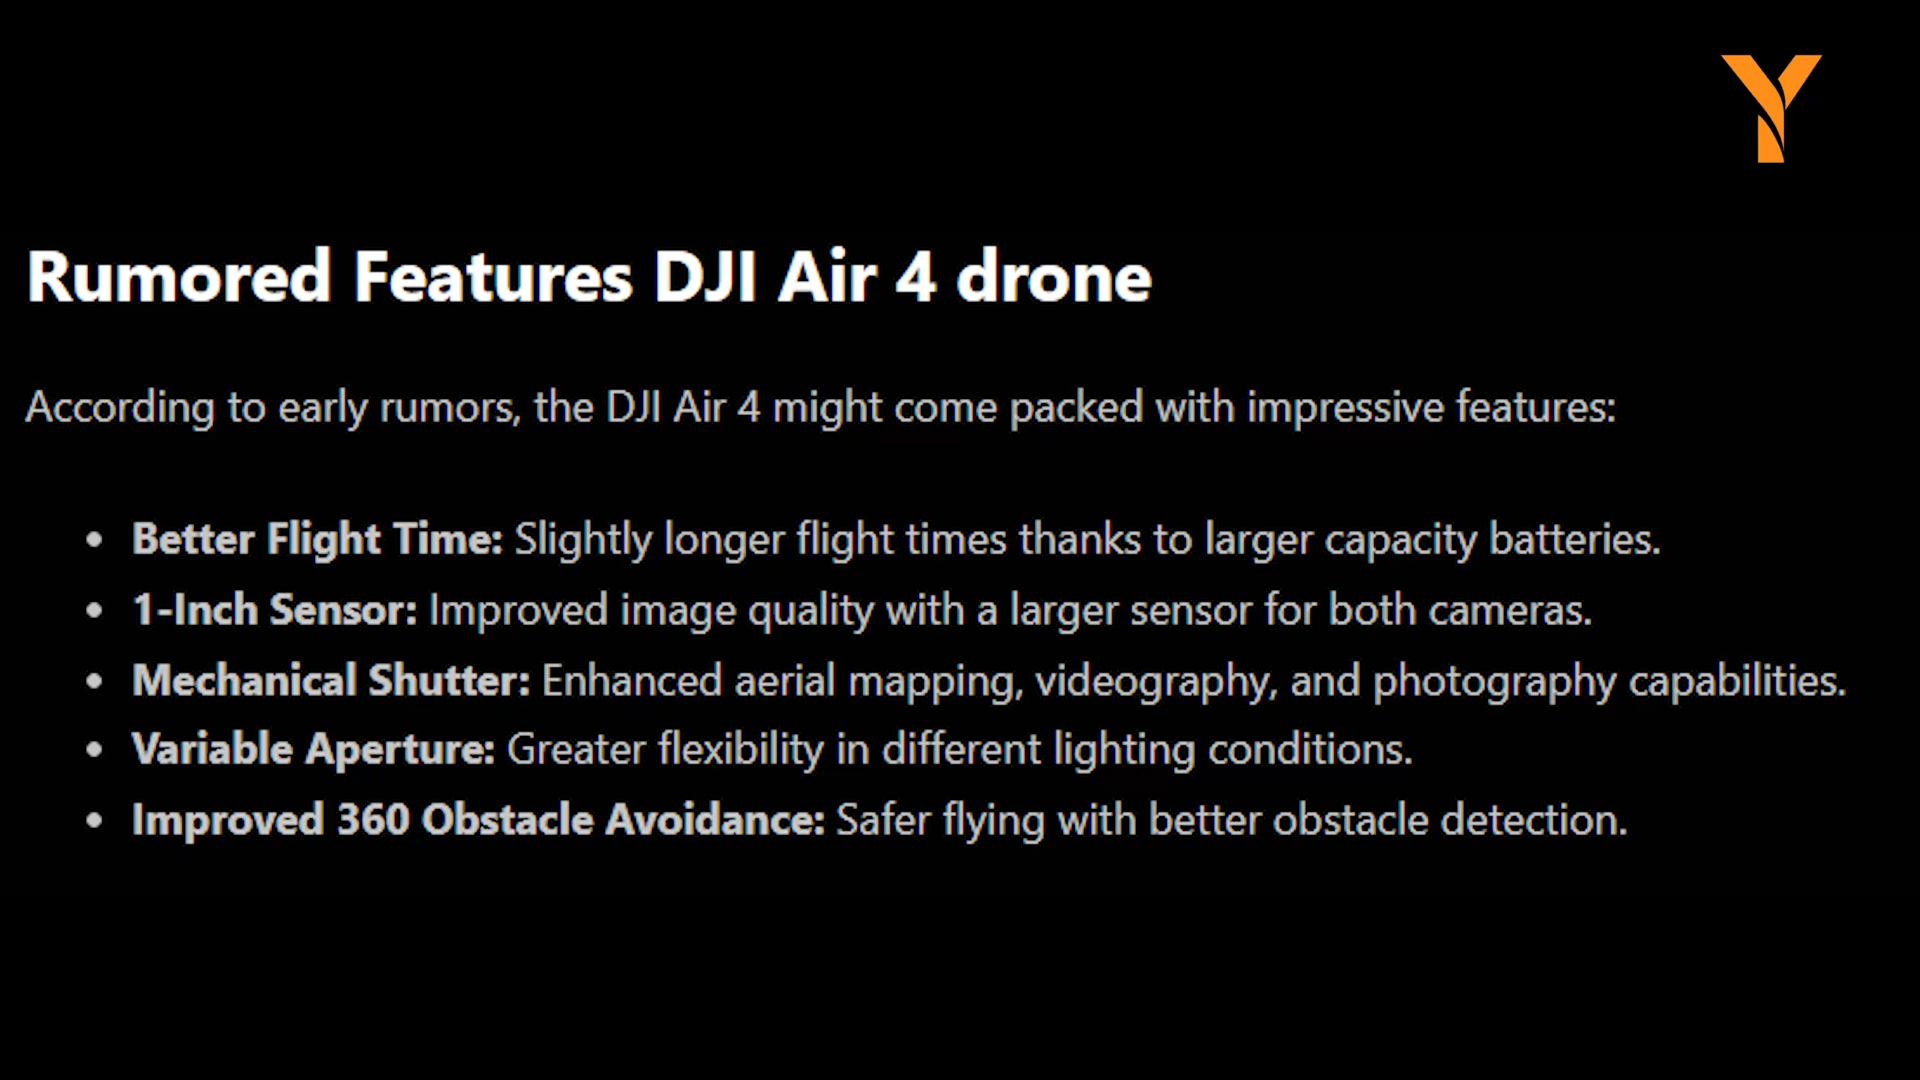 Y
Rumored Features DJI Air 4 drone
According to early rumors, the DJI Air 4 might come packed with impressive features:
• Better Flight Time: Slightly longer flight times thanks to larger capacity batteries.
• 1-Inch Sensor: Improved image quality with a larger sensor for both cameras.
• Mechanical Shutter: Enhanced aerial mapping, videography, and photography capabilities.
• Variable Aperture: Greater flexibility in different lighting conditions.
• Improved 360 Obstacle Avoidance: Safer flying with better obstacle detection.